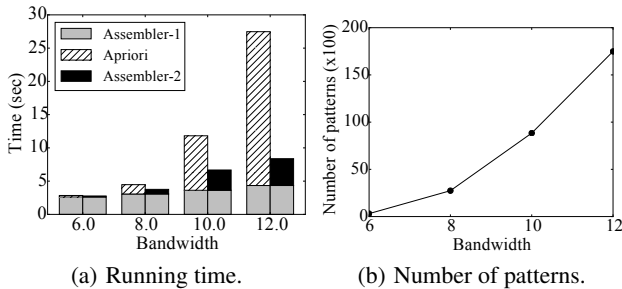 30
25
20
15
10
5
0
Time (sec)
Assembler-1
Apriori
Assembler-2
6.0 8.0 10.0 12.0
Bandwidth
(a) Running time.
200
150
100
50
0
Number of patterns (x100)
6 8 10 12
Bandwidth
(b) Number of patterns.